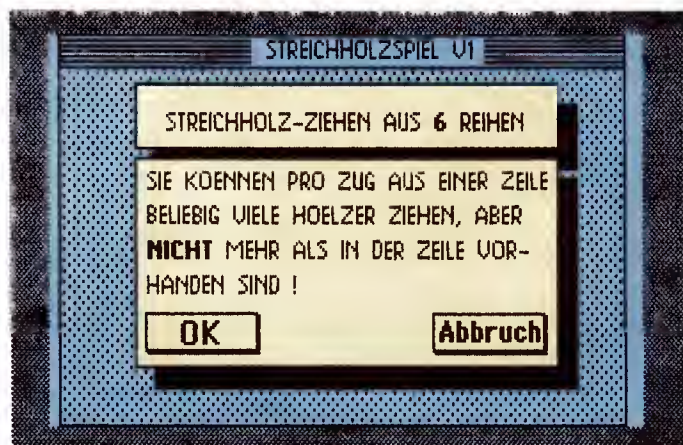 STREICHHOLZSPIEL V1
STREICHHOLZ-ZIEHEN AUS 6 REIHEN
SIE KOENNEN PRO ZUG AUS EINER ZEILE
BELIEBIG VIELE HOELZER ZIEHEN, ABER
NICHT MEHR ALS IN DER ZEILE VOR-
HANDEN SIND !
OK Abbruch